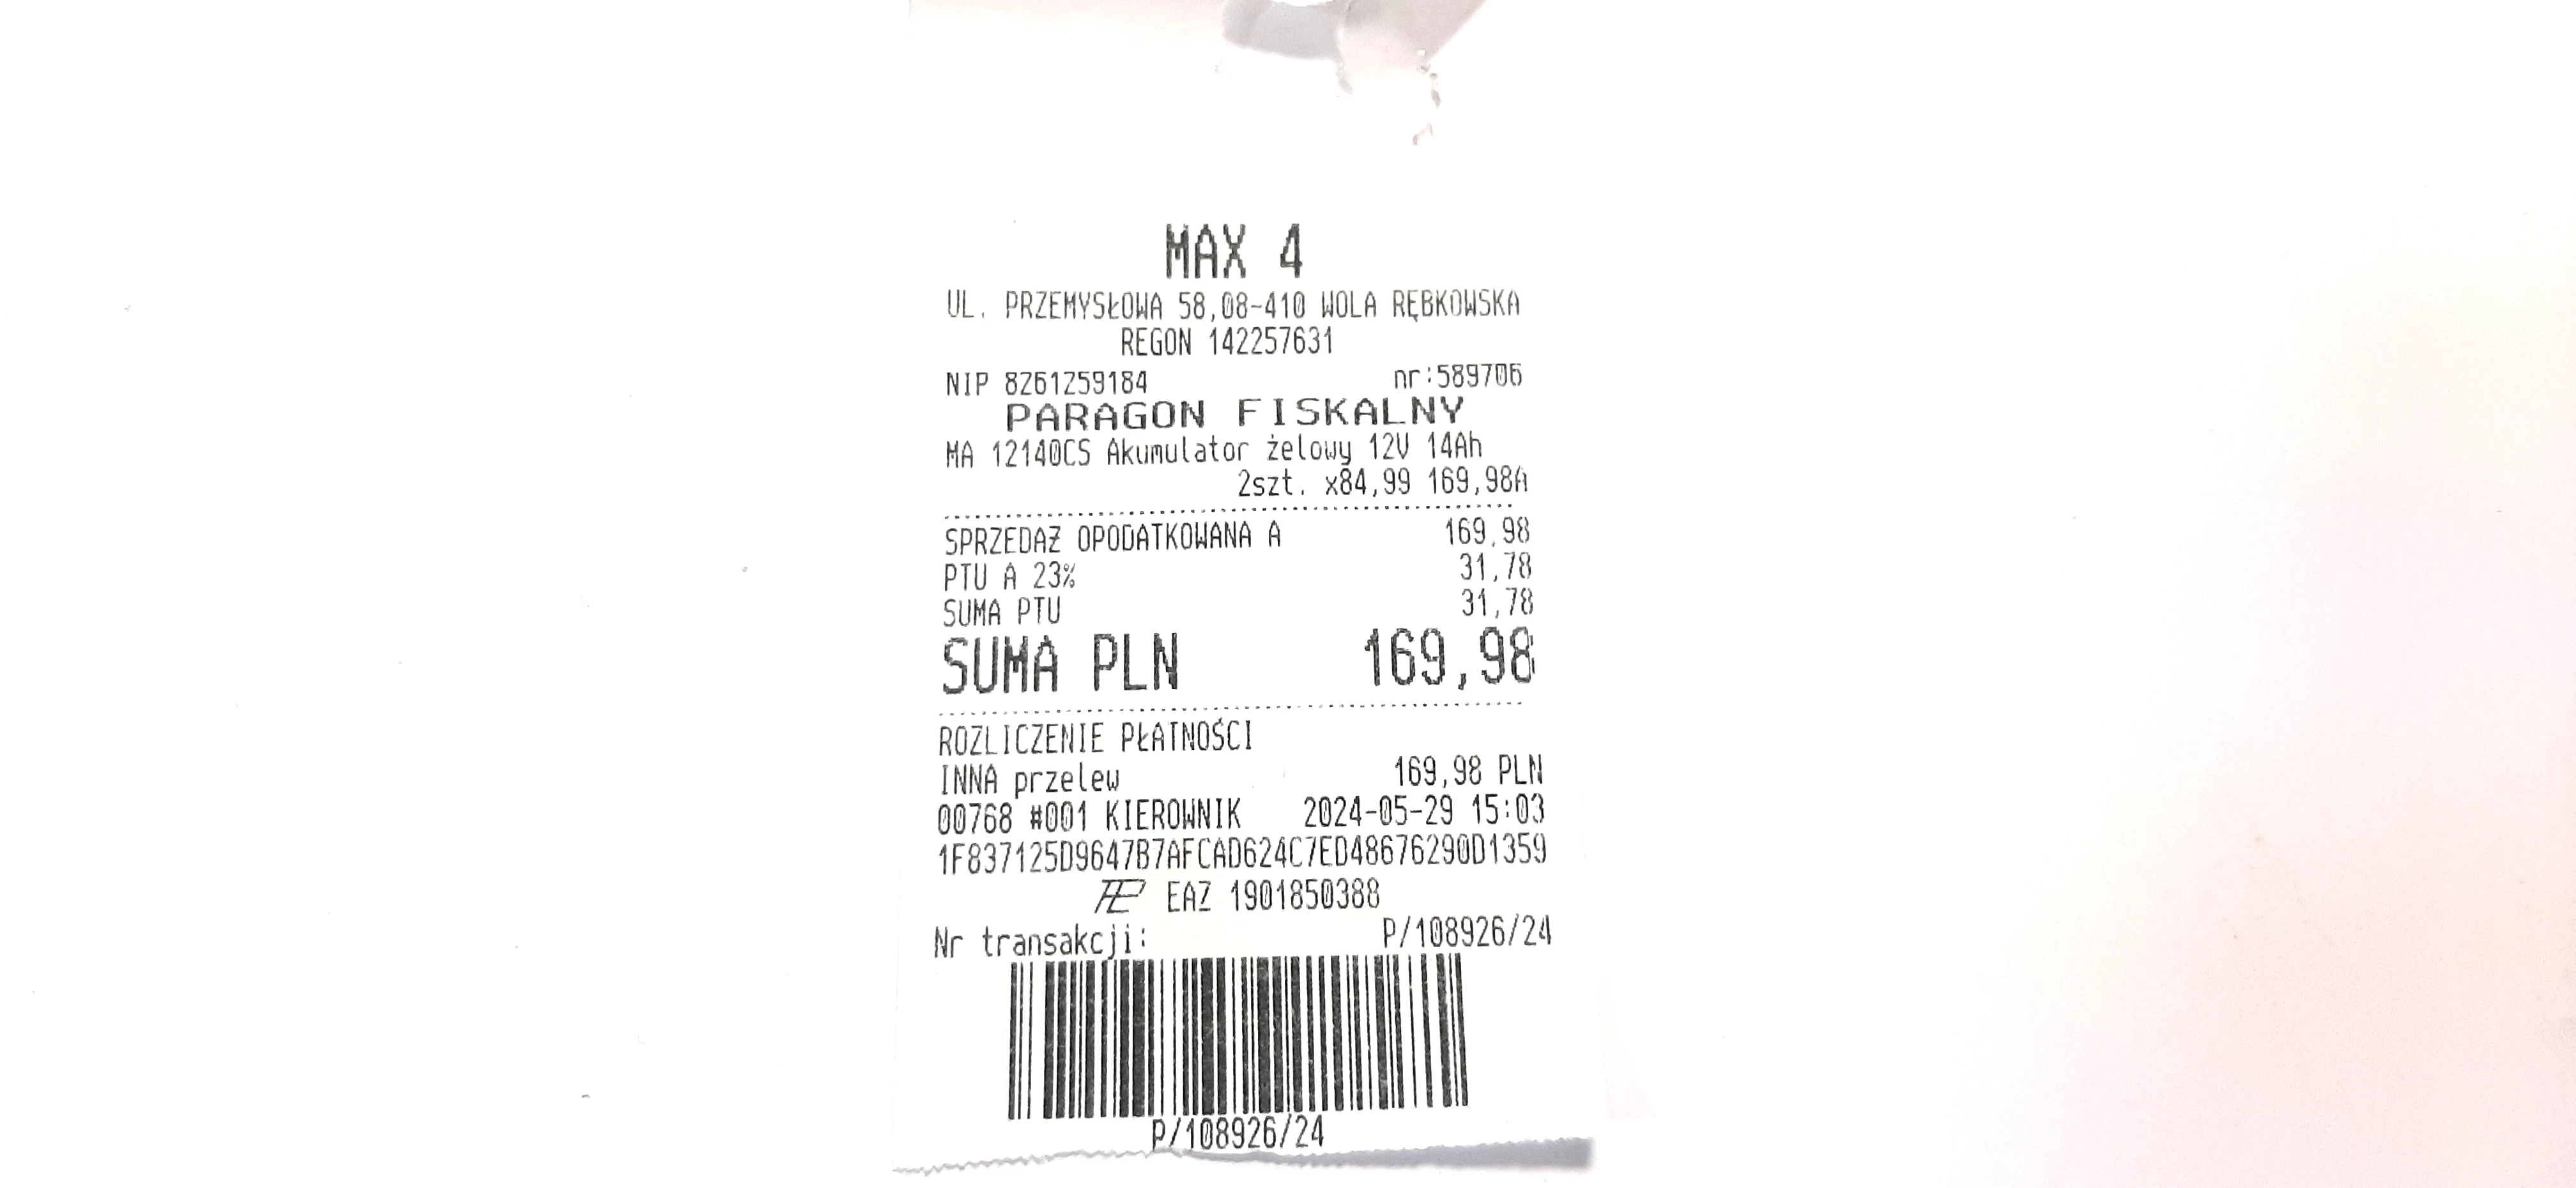 MAX 4
UL. PRZEMYSŁOWA 58,08-410 WOLA RĘBKOWSKA
REGON 142257631
NIP 8261259184 nr:589706
PARAGON FISKALNY
MA 12140CS Akumulator żelowy 12V 14Ah
2szt. x84,99 169,98A
SPRZEDAŻ OPODATKOWANA A 169,98
PTU A 23% 31,78
SUMA PTU 31,78
SUMA PLN 169,98
ROZLICZENIE PŁATNOŚCI
INNA przelew 169,98 PLN
00768 #001 KIEROWNIK 2024-05-29 15:03
1F837125D9647B7AFCAD624C7ED48676290D1359
EAZ 1901850388
Nr transakcji: P/108926/24
P/108926/24